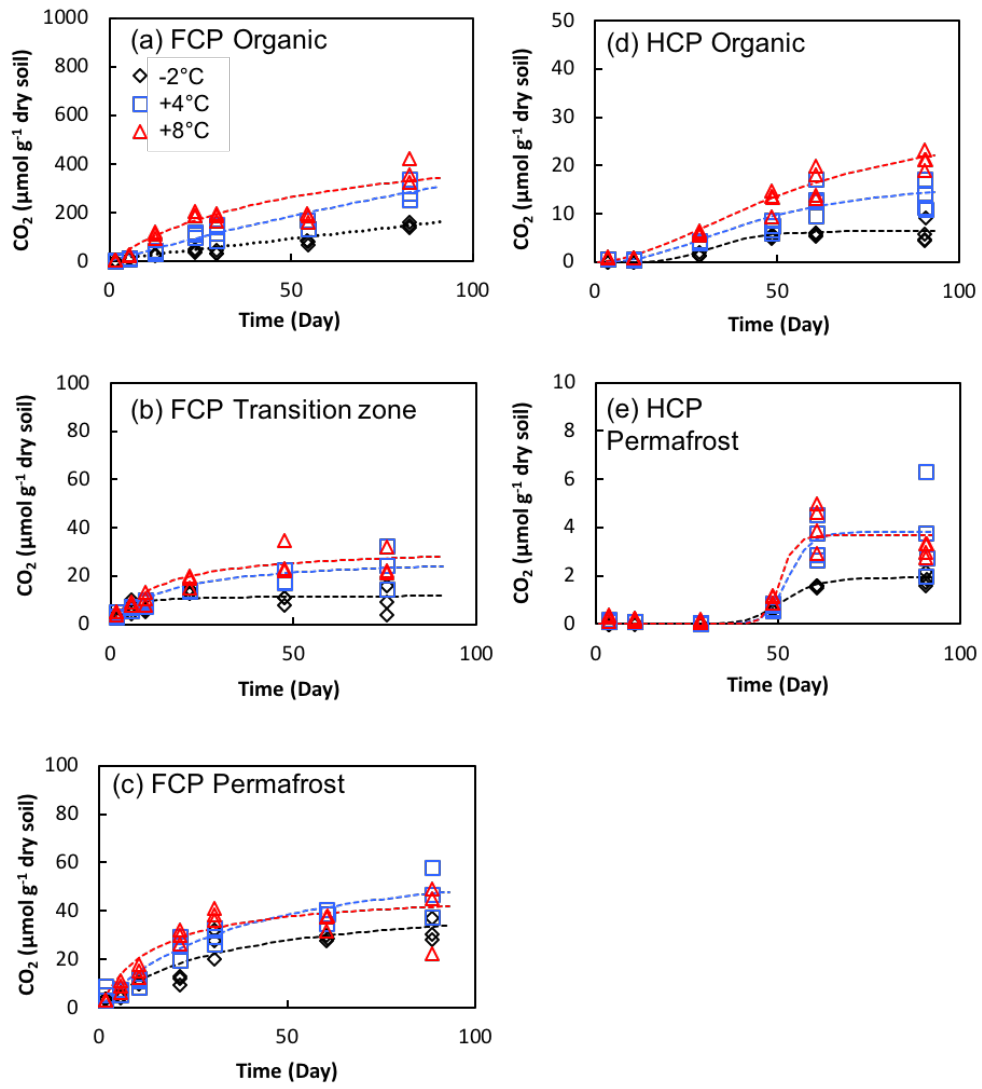 (a) FCP Organic
-2°C
+4°C
+8°C
1000
800
600
400
200
0
CO₂ (µmol g⁻¹ dry soil)
0 50 100
Time (Day)
(d) HCP Organic
50
40
30
20
10
0
CO₂ (µmol g⁻¹ dry soil)
0 50 100
Time (Day)
(b) FCP Transition zone
100
80
60
40
20
0
CO₂ (µmol g⁻¹ dry soil)
0 50 100
Time (Day)
(e) HCP
Permafrost
10
8
6
4
2
0
CO₂ (µmol g⁻¹ dry soil)
0 50 100
Time (Day)
(c) FCP Permafrost
100
80
60
40
20
0
CO₂ (µmol g⁻¹ dry soil)
0 50 100
Time (Day)